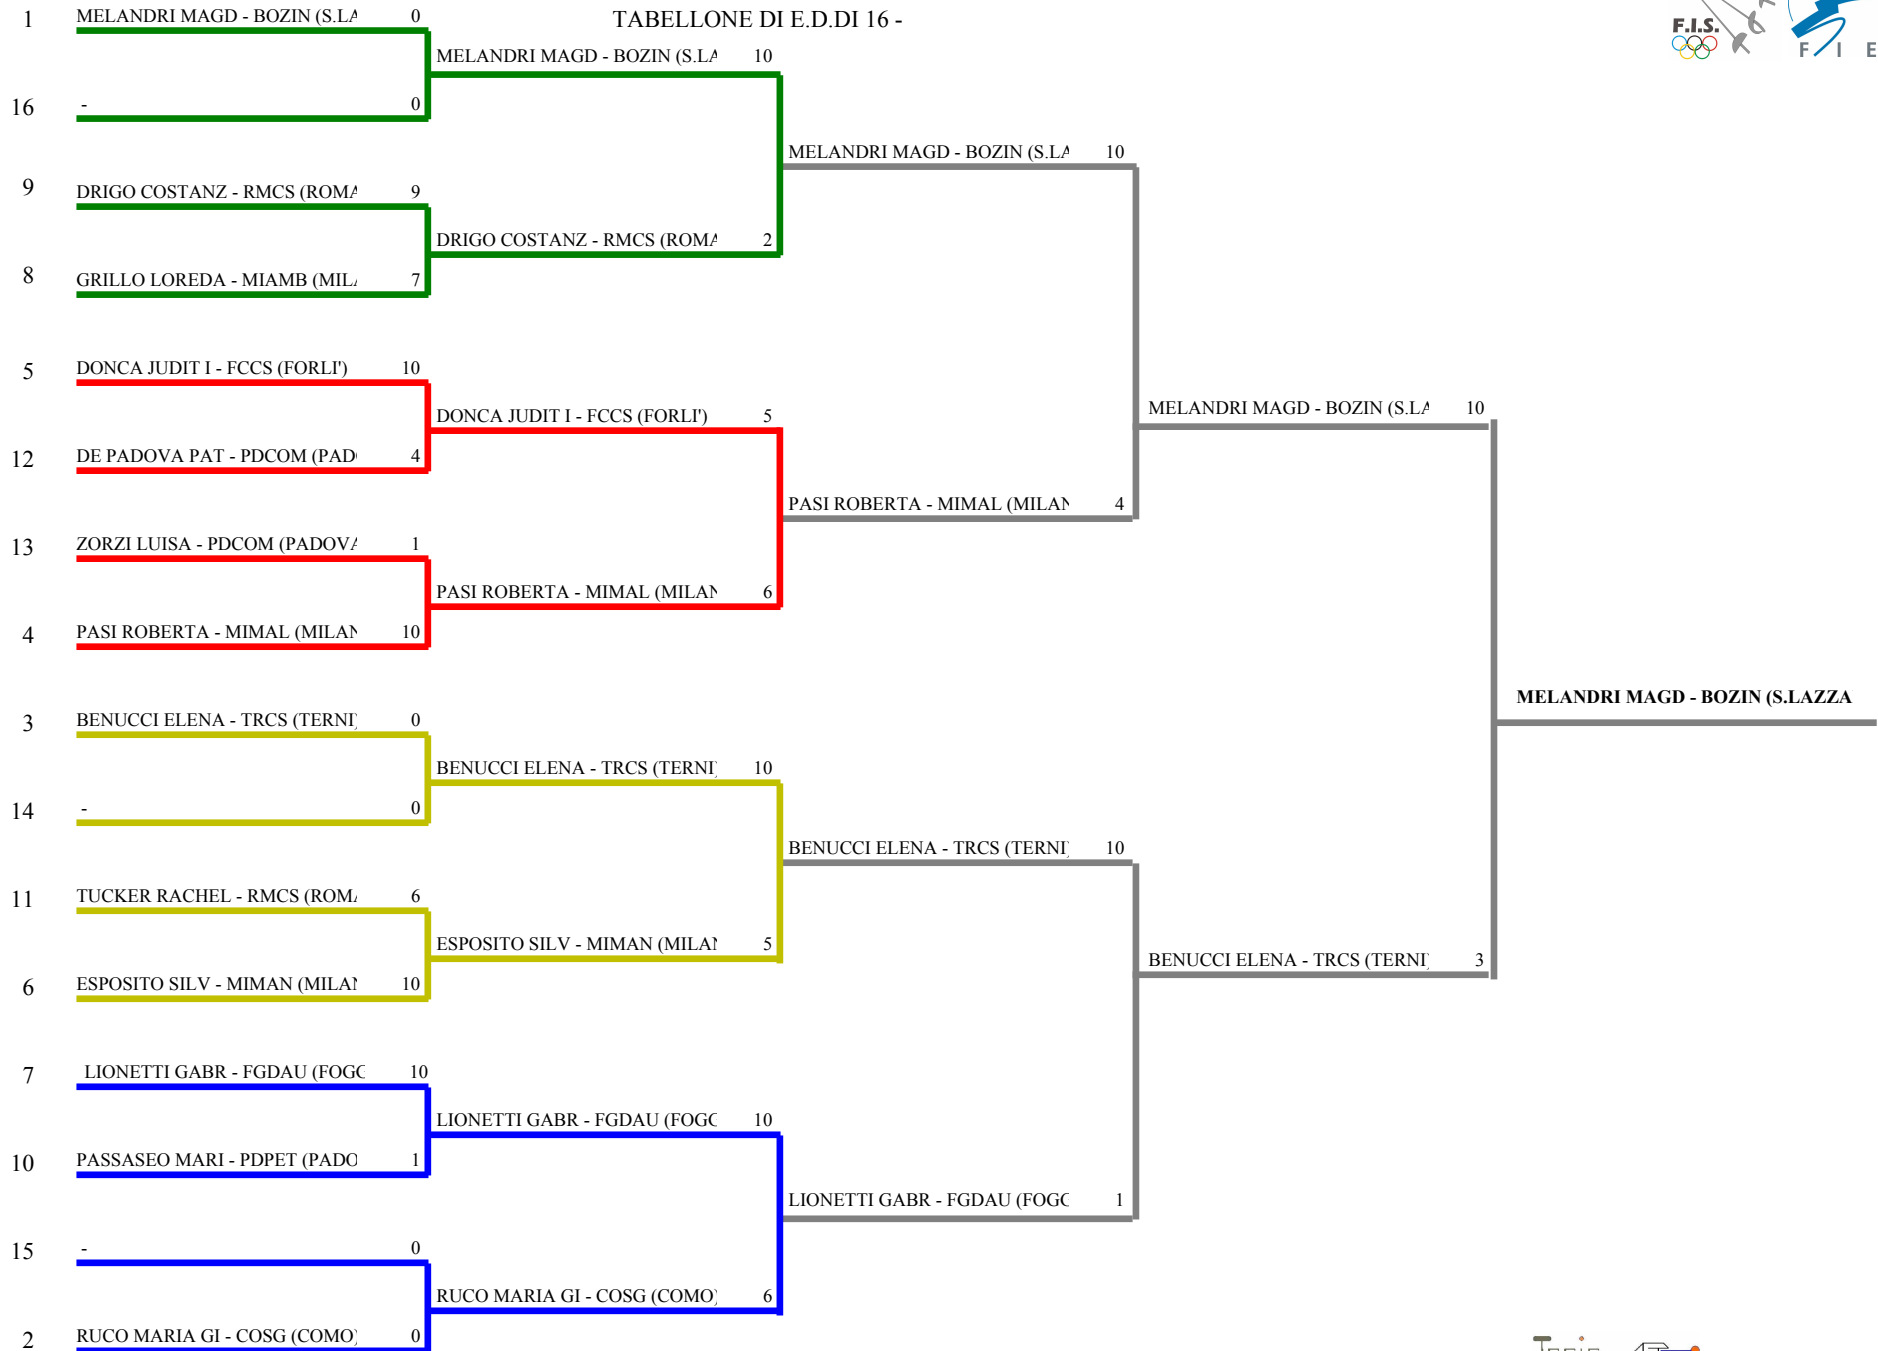 TABELLONE DI E.D.DI 16 -
F.I.S.
F I E
1 MELANDRI MAGD - BOZIN (S.LA 0
MELANDRI MAGD - BOZIN (S.LA 10
16 - 0
MELANDRI MAGD - BOZIN (S.LA 10
9 DRIGO COSTANZ - RMCS (ROMA 9
DRIGO COSTANZ - RMCS (ROMA 2
8 GRILLO LOREDA - MIAMB (MILA 7
5 DONCA JUDIT I - FCCS (FORLI') 10
MELANDRI MAGD - BOZIN (S.LA 10
DONCA JUDIT I - FCCS (FORLI') 5
12 DE PADOVA PAT - PDCOM (PAD 4
PASI ROBERTA - MIMAL (MILAN 4
13 ZORZI LUISA - PDCOM (PADOVA 1
PASI ROBERTA - MIMAL (MILAN 6
4 PASI ROBERTA - MIMAL (MILAN 10
MELANDRI MAGD - BOZIN (S.LAZZA
3 BENUCCI ELENA - TRCS (TERNI) 0
BENUCCI ELENA - TRCS (TERNI) 10
14 - 0
BENUCCI ELENA - TRCS (TERNI) 10
11 TUCKER RACHEL - RMCS (ROMA 6
ESPOSITO SILV - MIMAN (MILAN 5
BENUCCI ELENA - TRCS (TERNI) 3
6 ESPOSITO SILV - MIMAN (MILAN 10
7 LIONETTI GABR - FGDAU (FOGG 10
LIONETTI GABR - FGDAU (FOGG 10
10 PASSASEO MARI - PDPET (PADO 1
LIONETTI GABR - FGDAU (FOGG 1
15 - 0
RUCO MARIA GI - COSG (COMO) 6
2 RUCO MARIA GI - COSG (COMO) 0